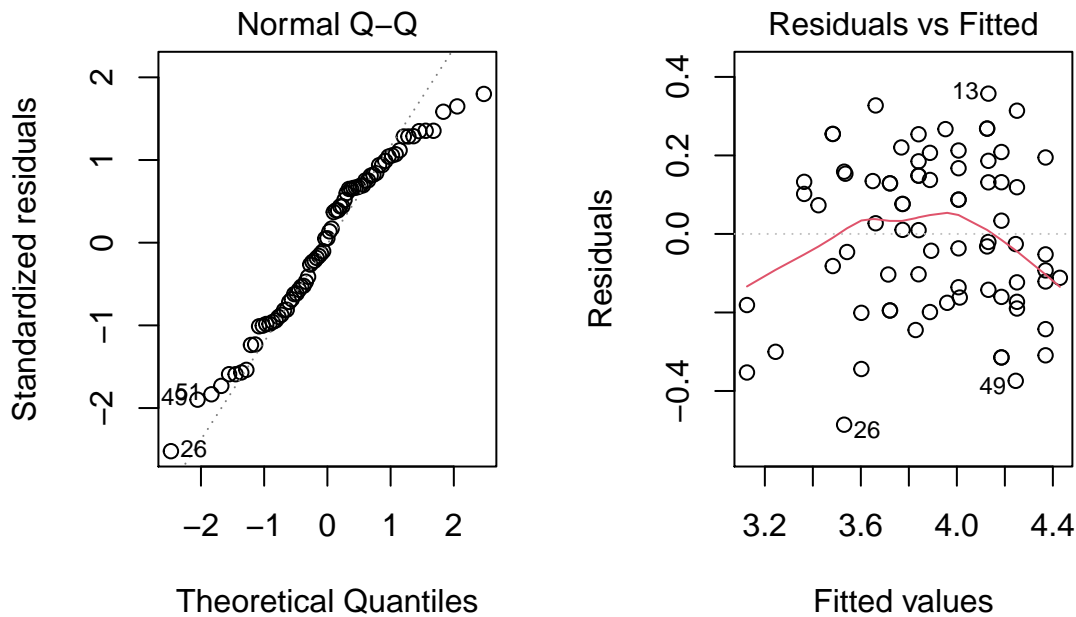 Normal Q−Q
Standardized residuals
2
1
0
−1
−2
51
49
26
−2 −1 0 1 2
Theoretical Quantiles
Residuals vs Fitted
Residuals
0.4
0.2
0.0
−0.4
13
49
26
3.2 3.6 4.0 4.4
Fitted values